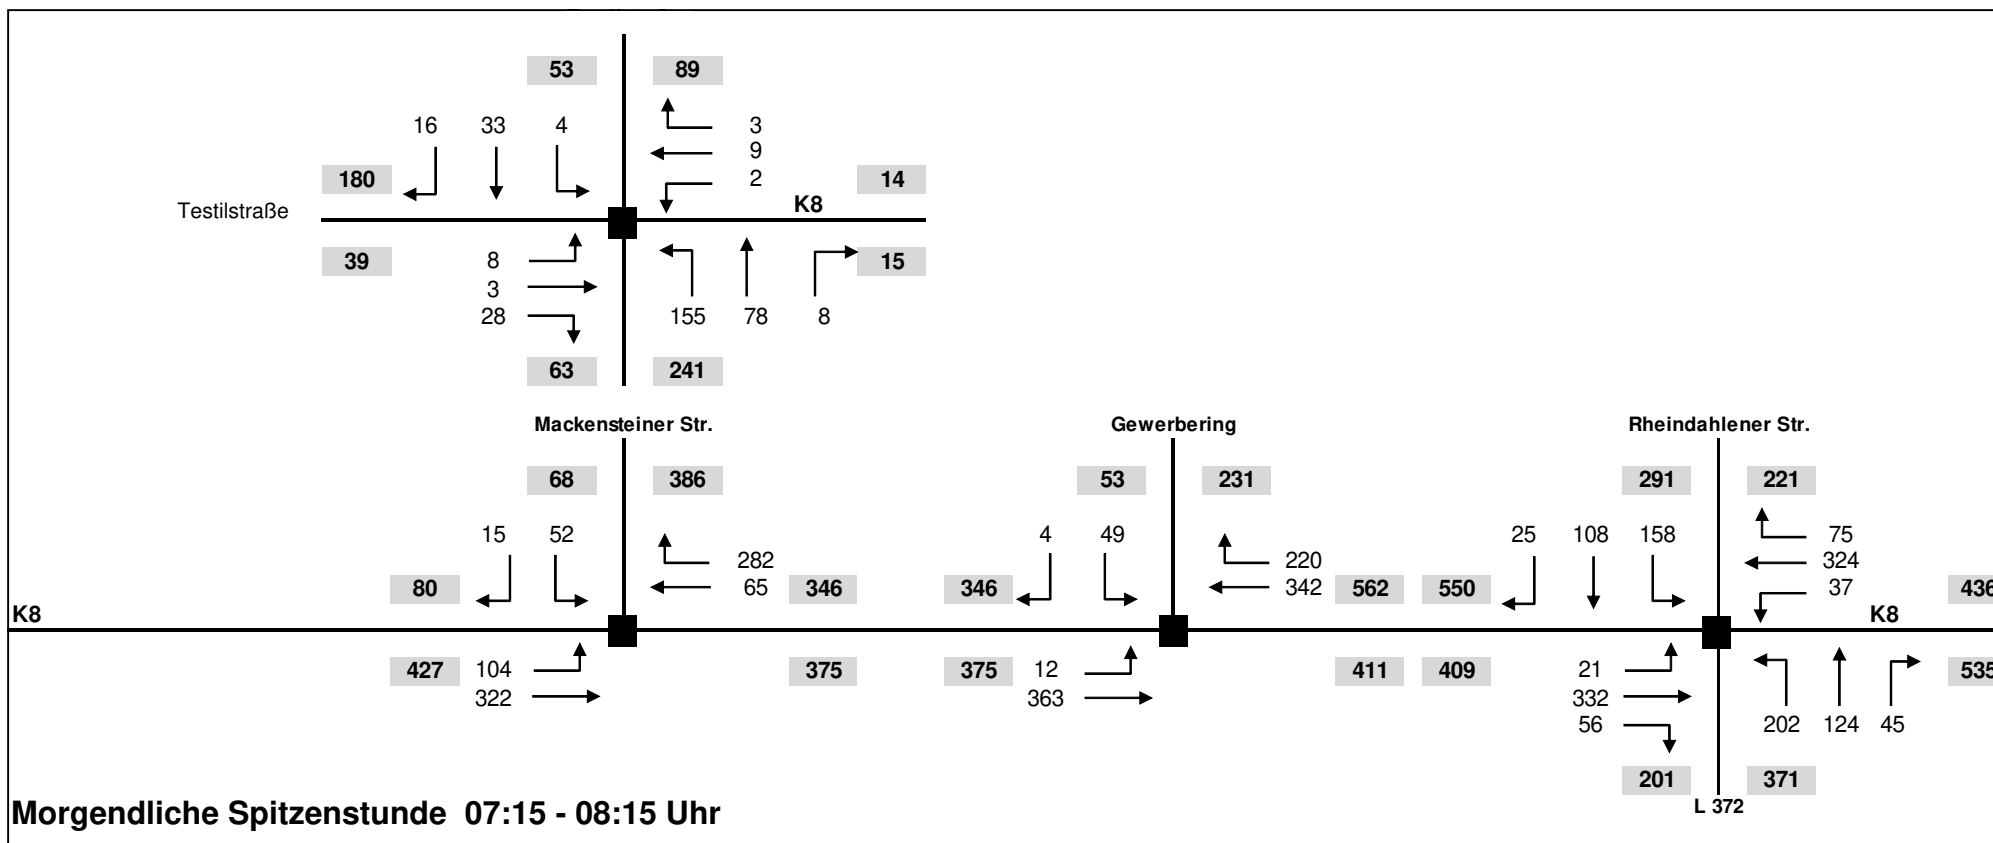 53 89
16 33 4 3
9
180 2 14
Testilstraße K8
39 8 15
3
28 155 78 8
63 241
Mackensteiner Str. Gewerbering Rheindahlener Str.
68 386 53 231 291 221
15 52 4 49 25 108 158 75
282 220 324
80 65 346 346 342 562 550 37 436
K8 K8
427 104 375 375 12 411 409 21 535
322 363 332
56 202 124 45
201 371
Morgendliche Spitzenstunde 07:15 - 08:15 Uhr L 372